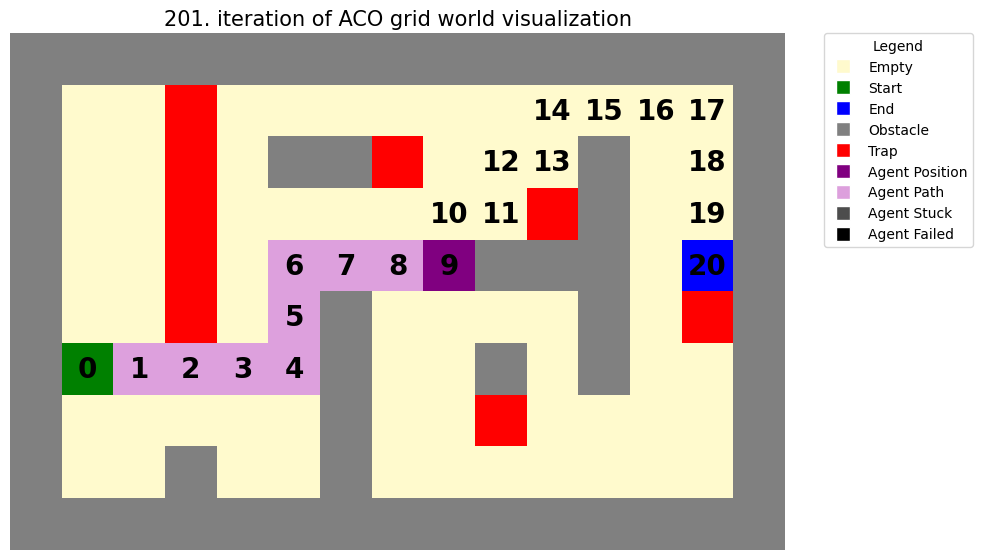 201. iteration of ACO grid world visualization
14 15 16 17
12 13 18
10 11 19
6 7 8 9 20
5
0 1 2 3 4
Legend
Empty
Start
End
Obstacle
Trap
Agent Position
Agent Path
Agent Stuck
Agent Failed